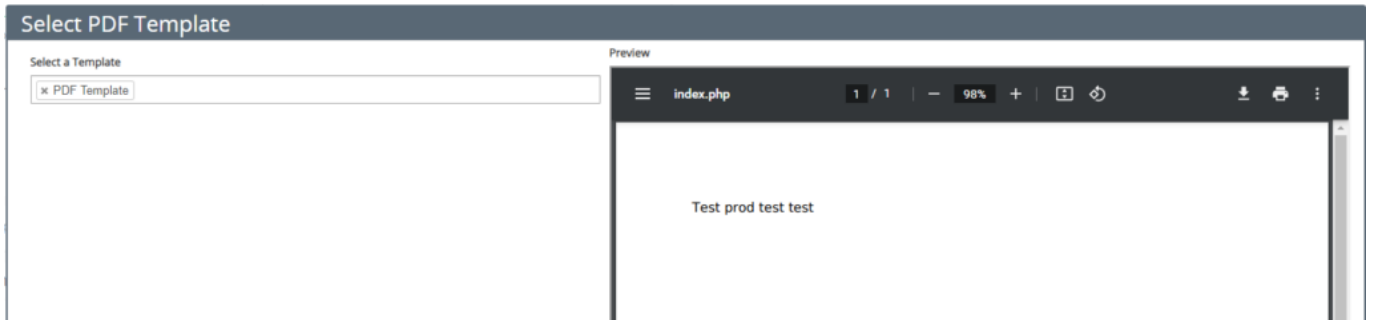 Select PDF Template
Select a Template
× PDF Template
Preview
index.php 1 / 1 98%
Test prod test test